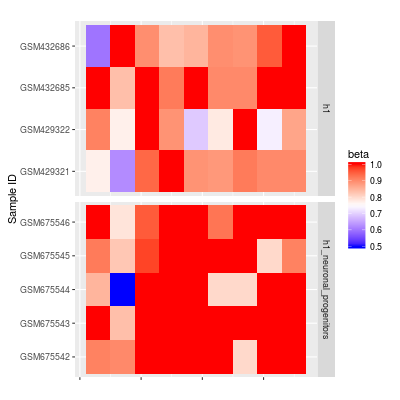 GSM432686
GSM432685
GSM429322
GSM429321
h1
GSM675546
GSM675545
GSM675544
GSM675543
GSM675542
h1_neuronal_progenitors
Sample ID
beta
1.0
0.9
0.8
0.7
0.6
0.5